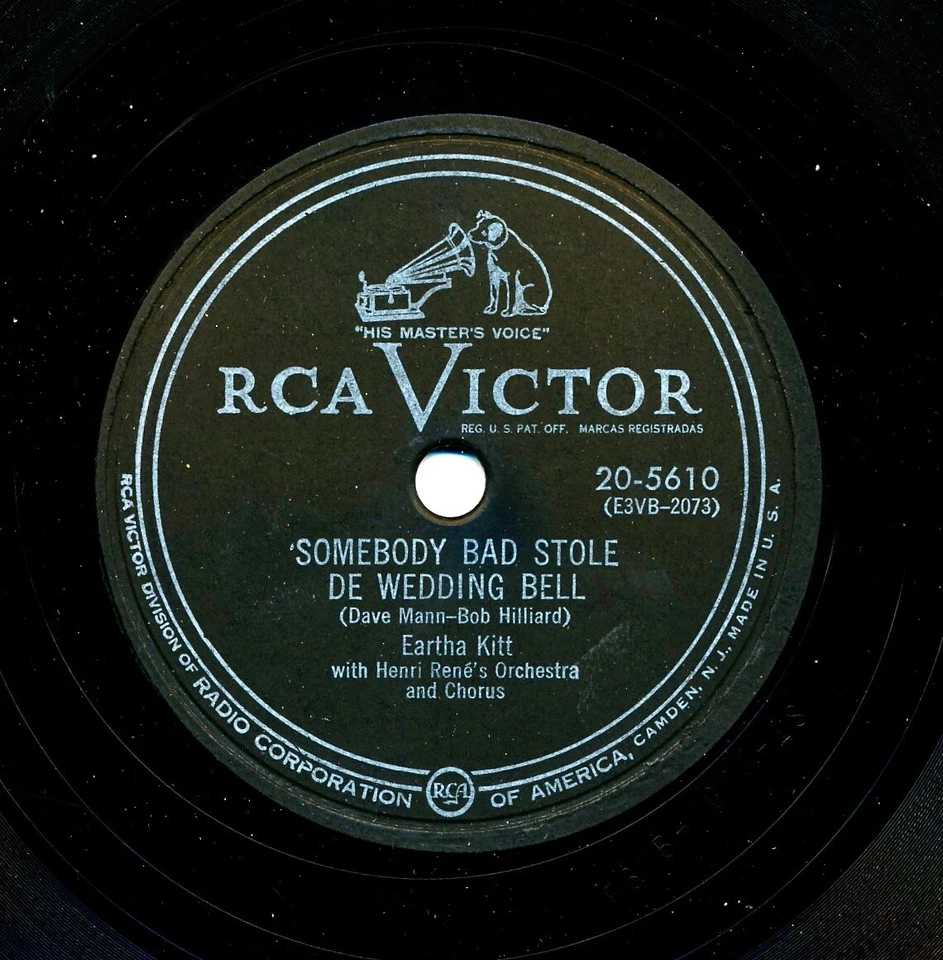 "HIS MASTER'S VOICE"
RCA VICTOR
REG. U. S. PAT. OFF. MARCAS REGISTRADAS
20-5610
(E3VB-2073)
SOMEBODY BAD STOLE
DE WEDDING BELL
(Dave Mann-Bob Hilliard)
Eartha Kitt
with Henri René's Orchestra
and Chorus
RCA VICTOR DIVISION OF RADIO CORPORATION RCA OF AMERICA, CAMDEN, N. J., MADE IN U. S. A.